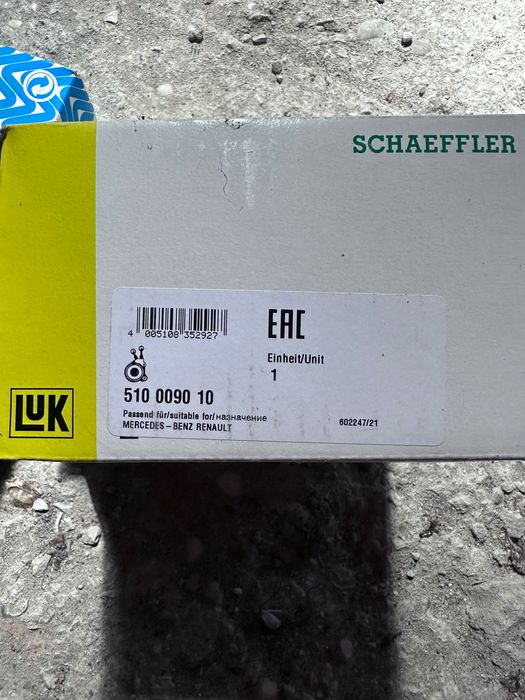 SCHAEFFLER
EAC
4 005108 352927
Einheit/Unit
1
510 0090 10
Passend für/suitable for/назначение
MERCEDES-BENZ RENAULT
602247/21
LUK